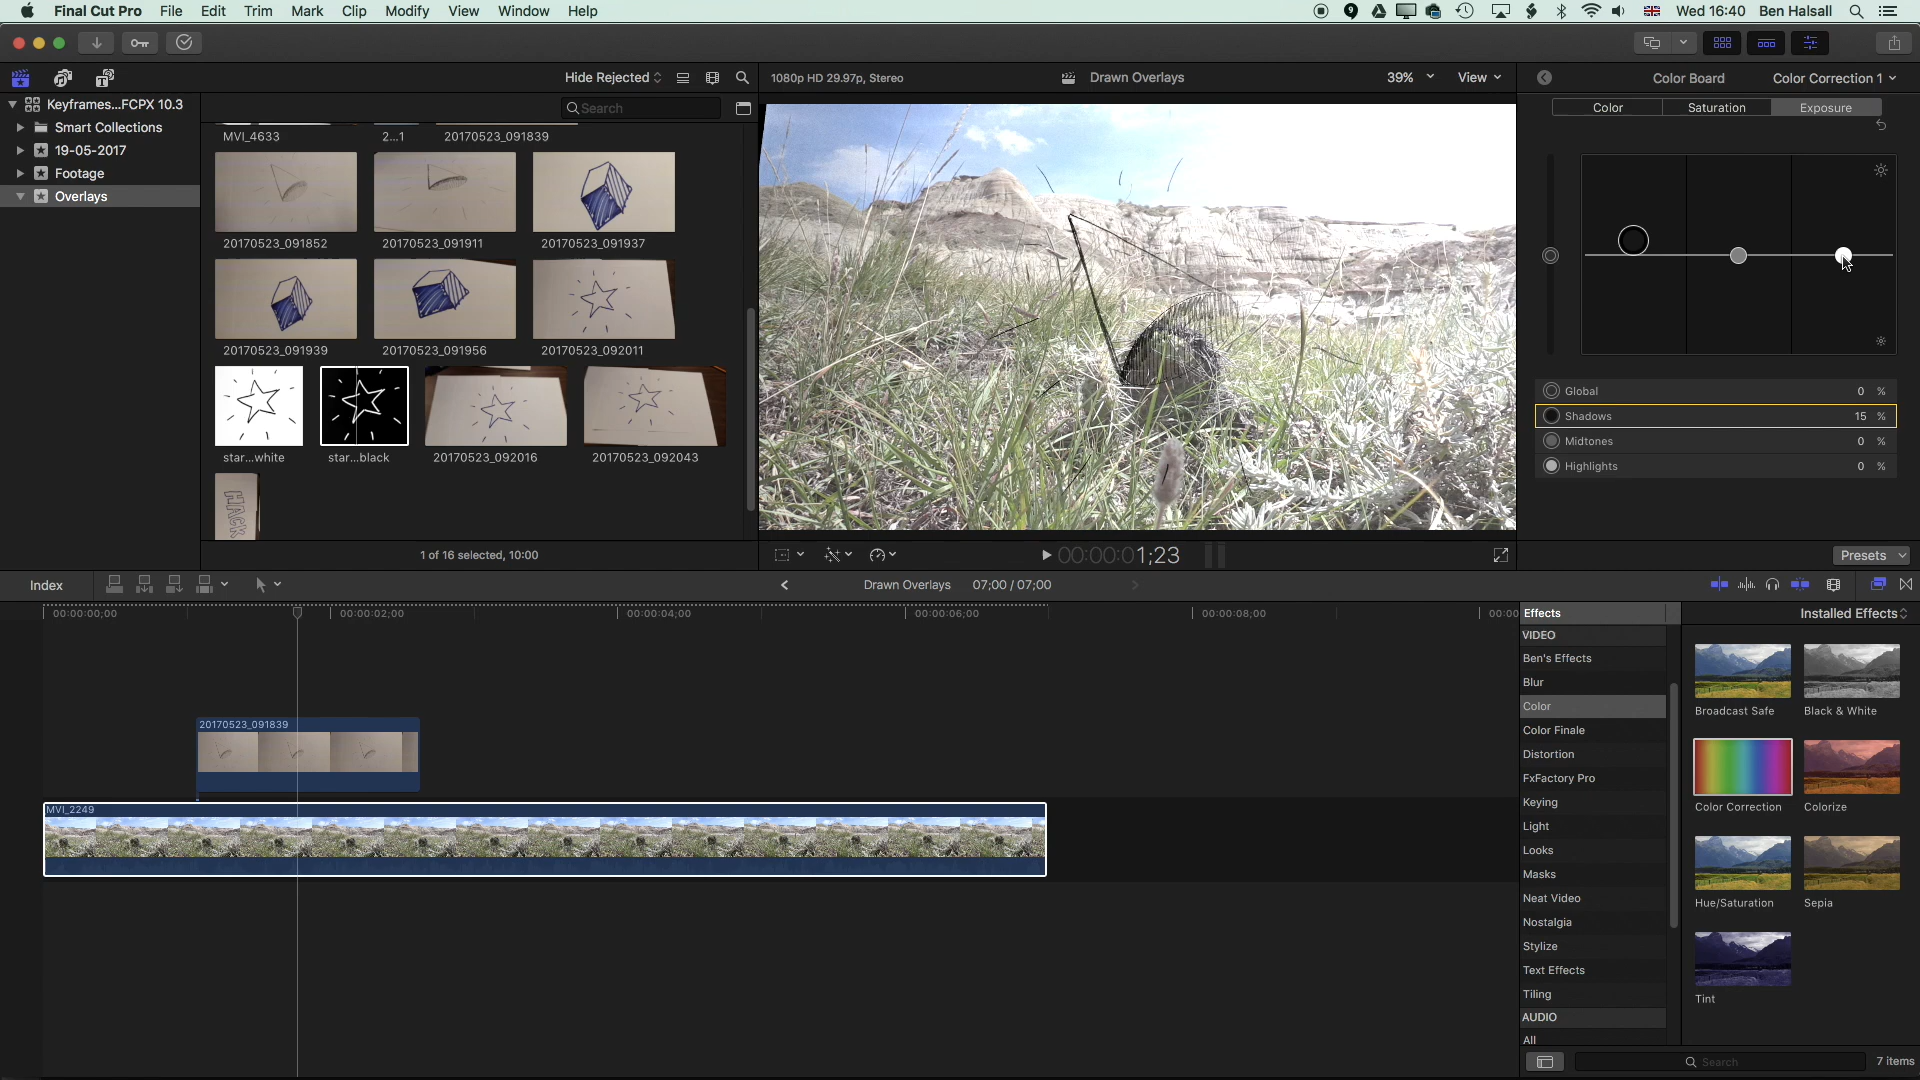 Final Cut Pro File Edit Trim Mark Clip Modify View Window Help
9 Wed 16:40 Ben Halsall
Hide Rejected
1080p HD 29.97p, Stereo
Drawn Overlays
39% View
Color Board
Color Correction 1
Keyframes...FCPX 10.3
Smart Collections
19-05-2017
Footage
Overlays
Search
MVI_4633 2...1 20170523_091839
20170523_091852 20170523_091911 20170523_091937
20170523_091939 20170523_091956 20170523_092011
star...white star...black 20170523_092016 20170523_092043
HACK
1 of 16 selected, 10:00
Color Saturation Exposure
Global 0 %
Shadows 15 %
Midtones 0 %
Highlights 0 %
00:00:01;23
Presets
Index
Drawn Overlays 07;00 / 07;00
00:00:00;00 00:00:02;00 00:00:04;00 00:00:06;00 00:00:08;00 00:00
20170523_091839
MVI_2249
Effects
Installed Effects
VIDEO
Ben's Effects
Blur
Color
Color Finale
Distortion
FxFactory Pro
Keying
Light
Looks
Masks
Neat Video
Nostalgia
Stylize
Text Effects
Tiling
AUDIO
All
Broadcast Safe Black & White
Color Correction Colorize
Hue/Saturation Sepia
Tint
Search
7 items